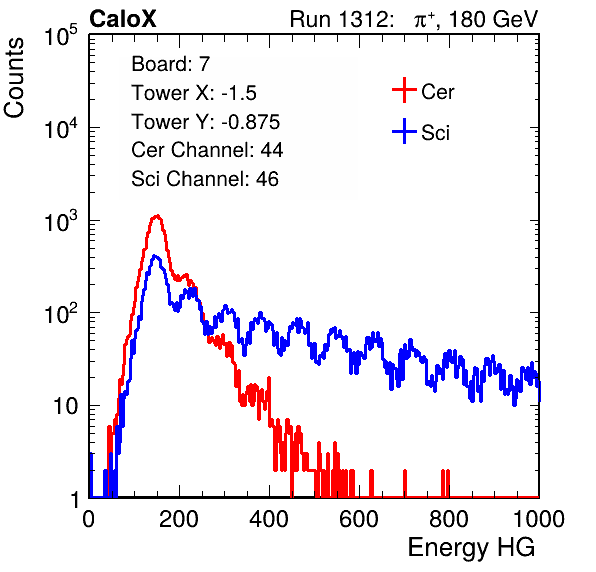 CaloX Run 1312: π⁺, 180 GeV
Counts
Board: 7
Tower X: -1.5
Tower Y: -0.875
Cer Channel: 44
Sci Channel: 46
Cer
Sci
10⁵
10⁴
10³
10²
10
1
0 200 400 600 800 1000
Energy HG